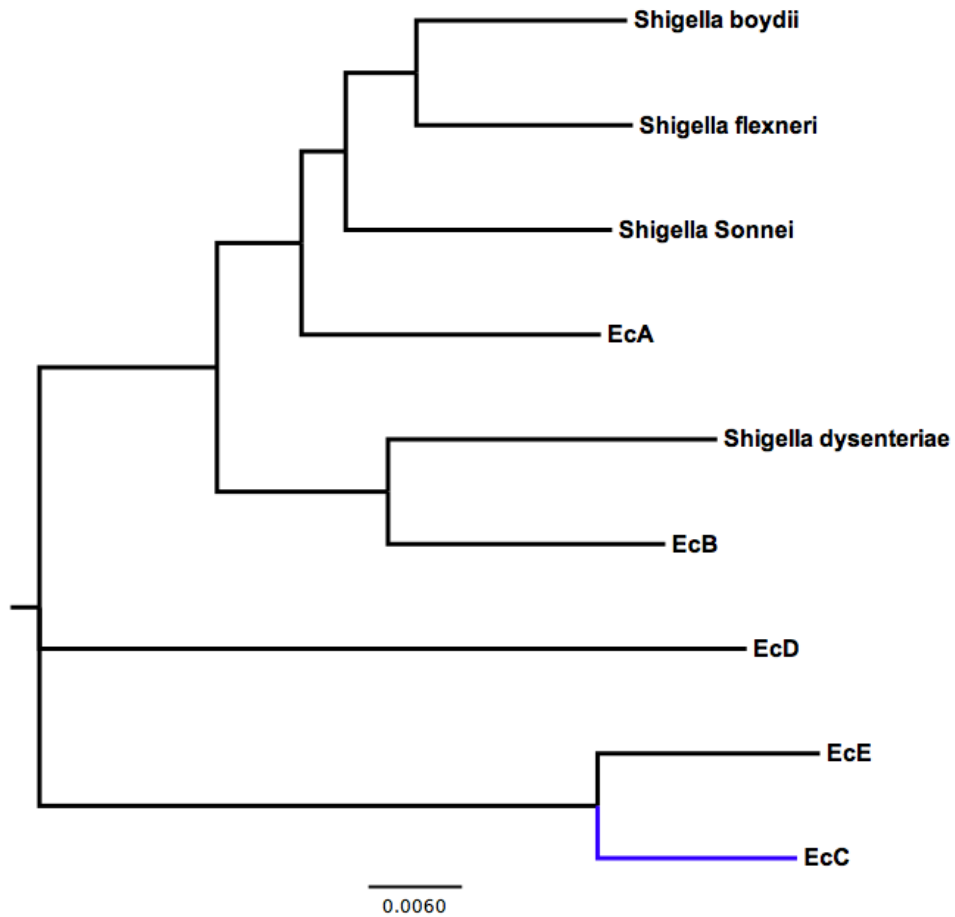 Shigella boydii
Shigella flexneri
Shigella Sonnei
EcA
Shigella dysenteriae
EcB
EcD
EcE
EcC
0.0060